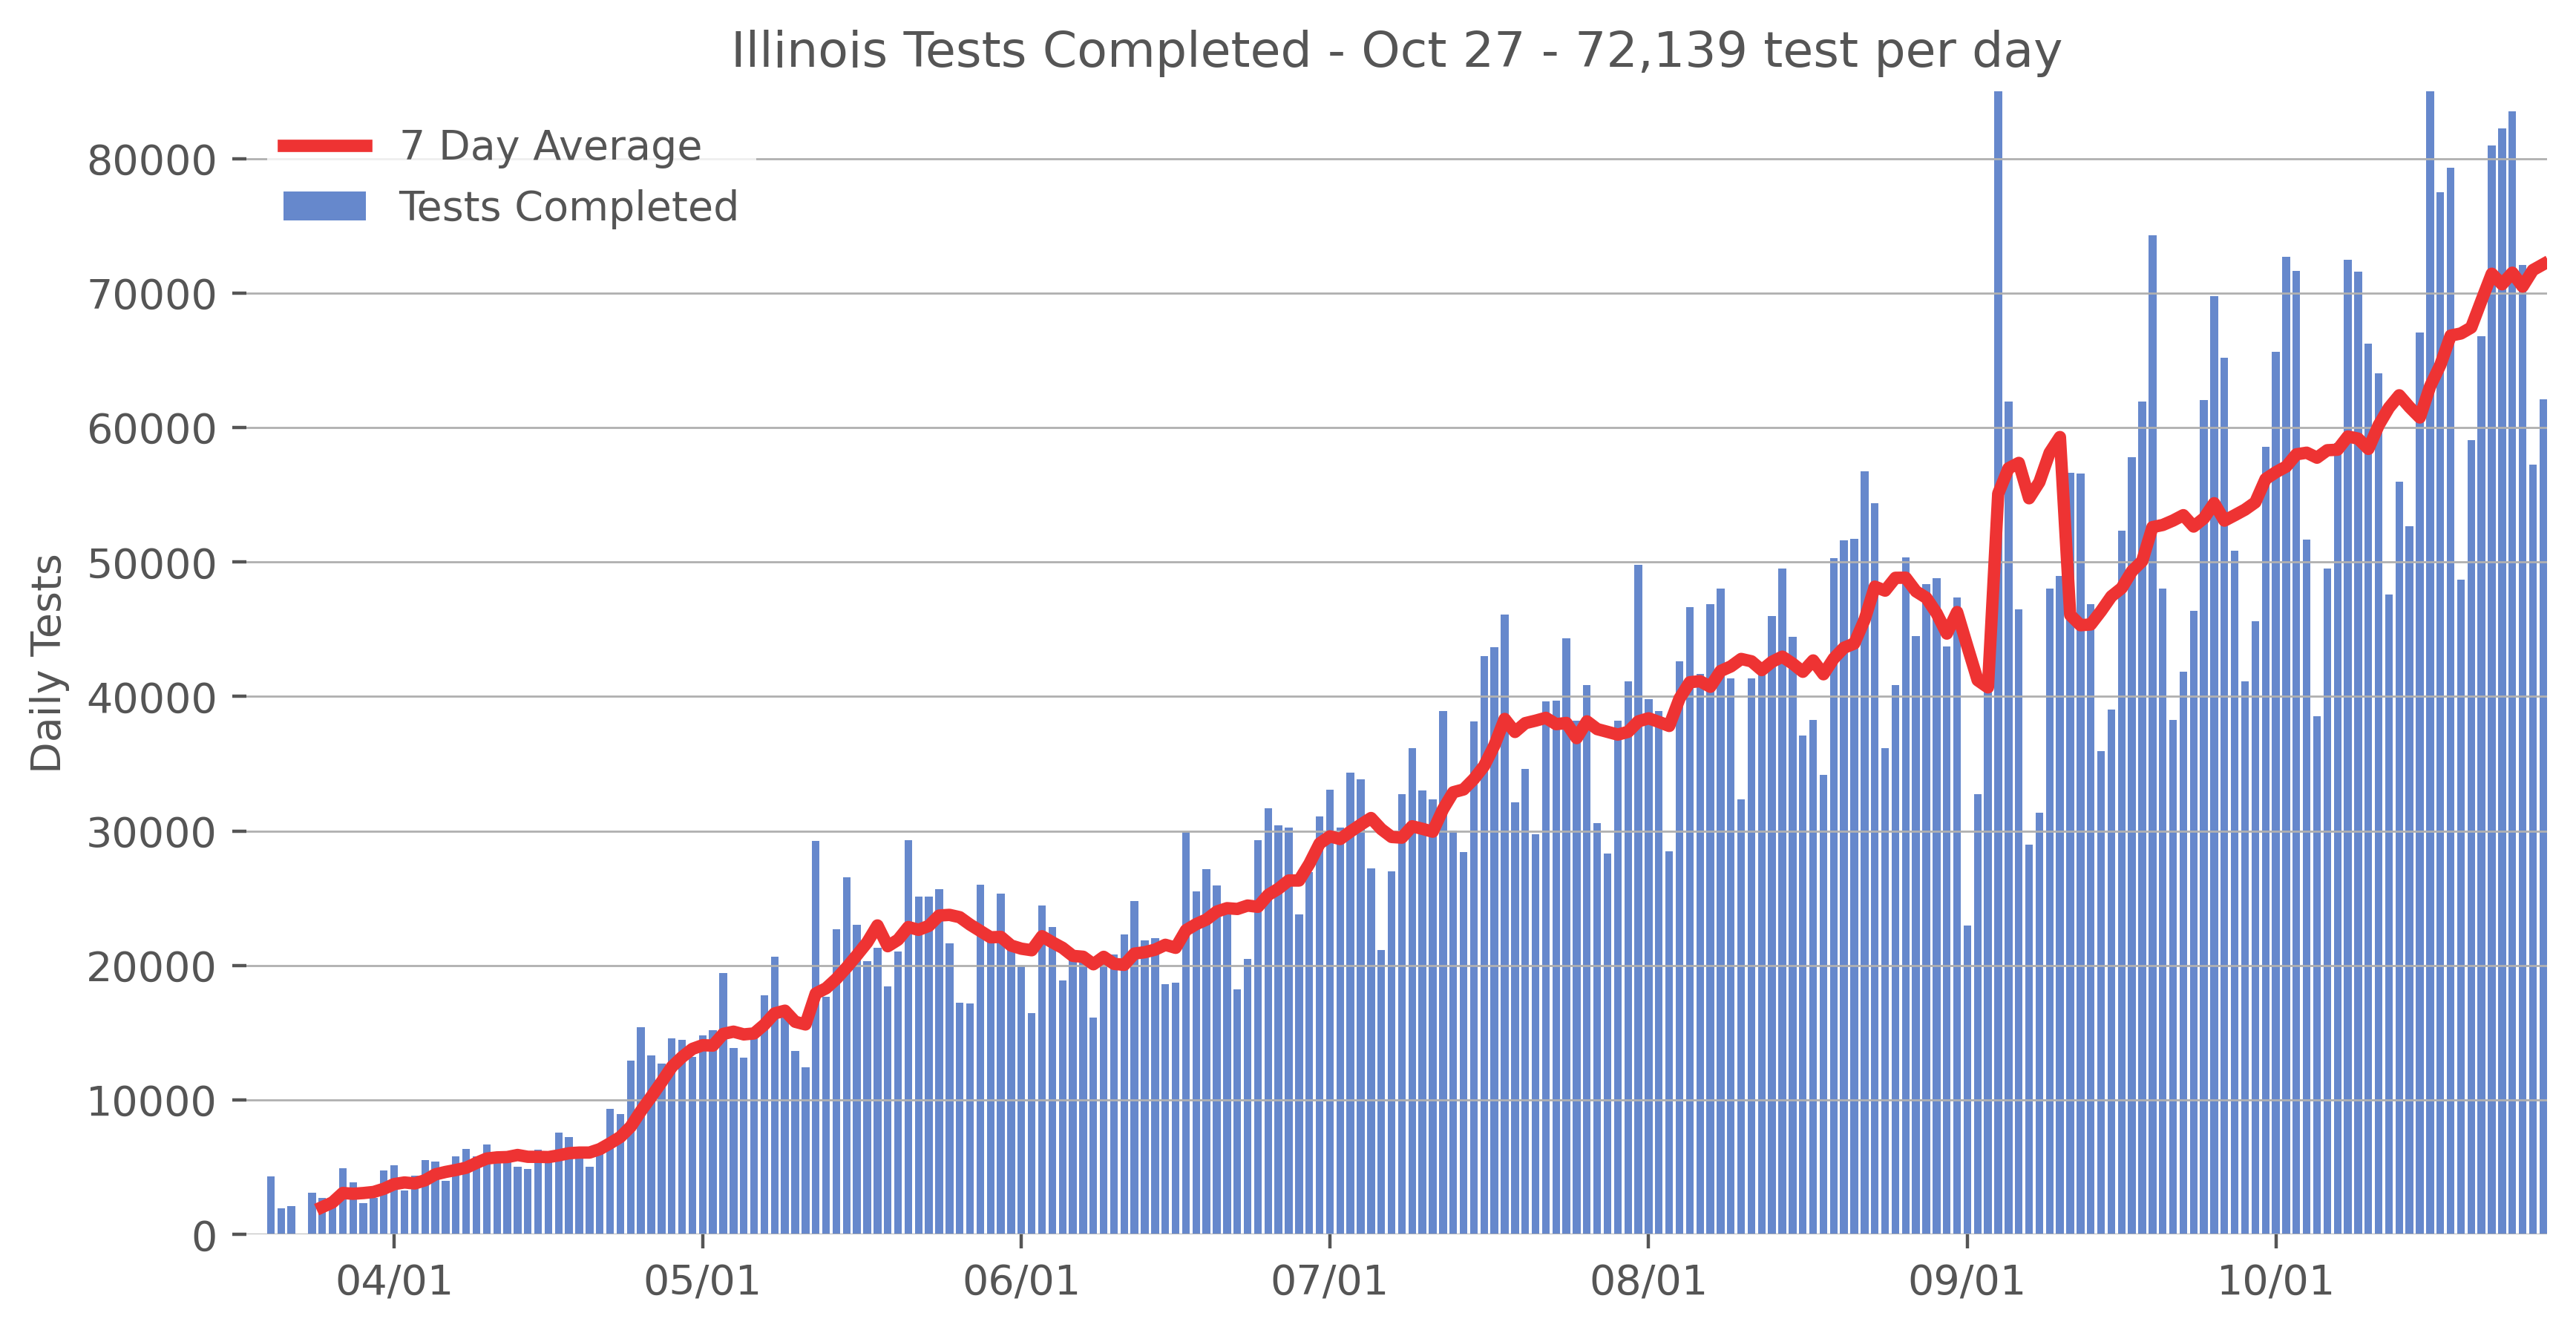 Illinois Tests Completed - Oct 27 - 72,139 test per day
7 Day Average
Tests Completed
Daily Tests
80000
70000
60000
50000
40000
30000
20000
10000
0
04/01 05/01 06/01 07/01 08/01 09/01 10/01